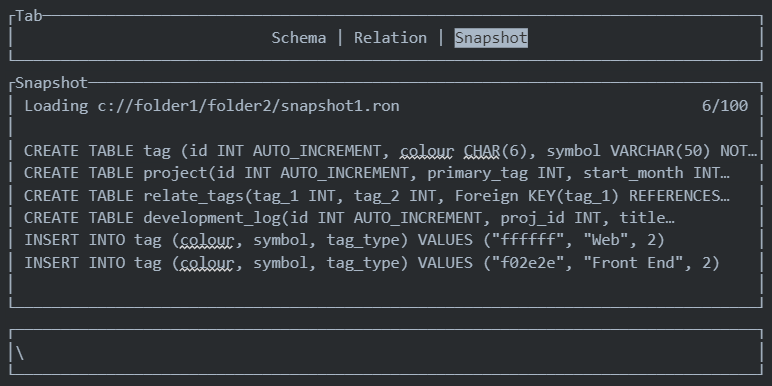 Tab
Schema | Relation | Snapshot
Snapshot
Loading c://folder1/folder2/snapshot1.ron 6/100
CREATE TABLE tag (id INT AUTO_INCREMENT, colour CHAR(6), symbol VARCHAR(50) NOT…
CREATE TABLE project(id INT AUTO_INCREMENT, primary_tag INT, start_month INT…
CREATE TABLE relate_tags(tag_1 INT, tag_2 INT, Foreign KEY(tag_1) REFERENCES…
CREATE TABLE development_log(id INT AUTO_INCREMENT, proj_id INT, title…
INSERT INTO tag (colour, symbol, tag_type) VALUES ("ffffff", "Web", 2)
INSERT INTO tag (colour, symbol, tag_type) VALUES ("f02e2e", "Front End", 2)
\